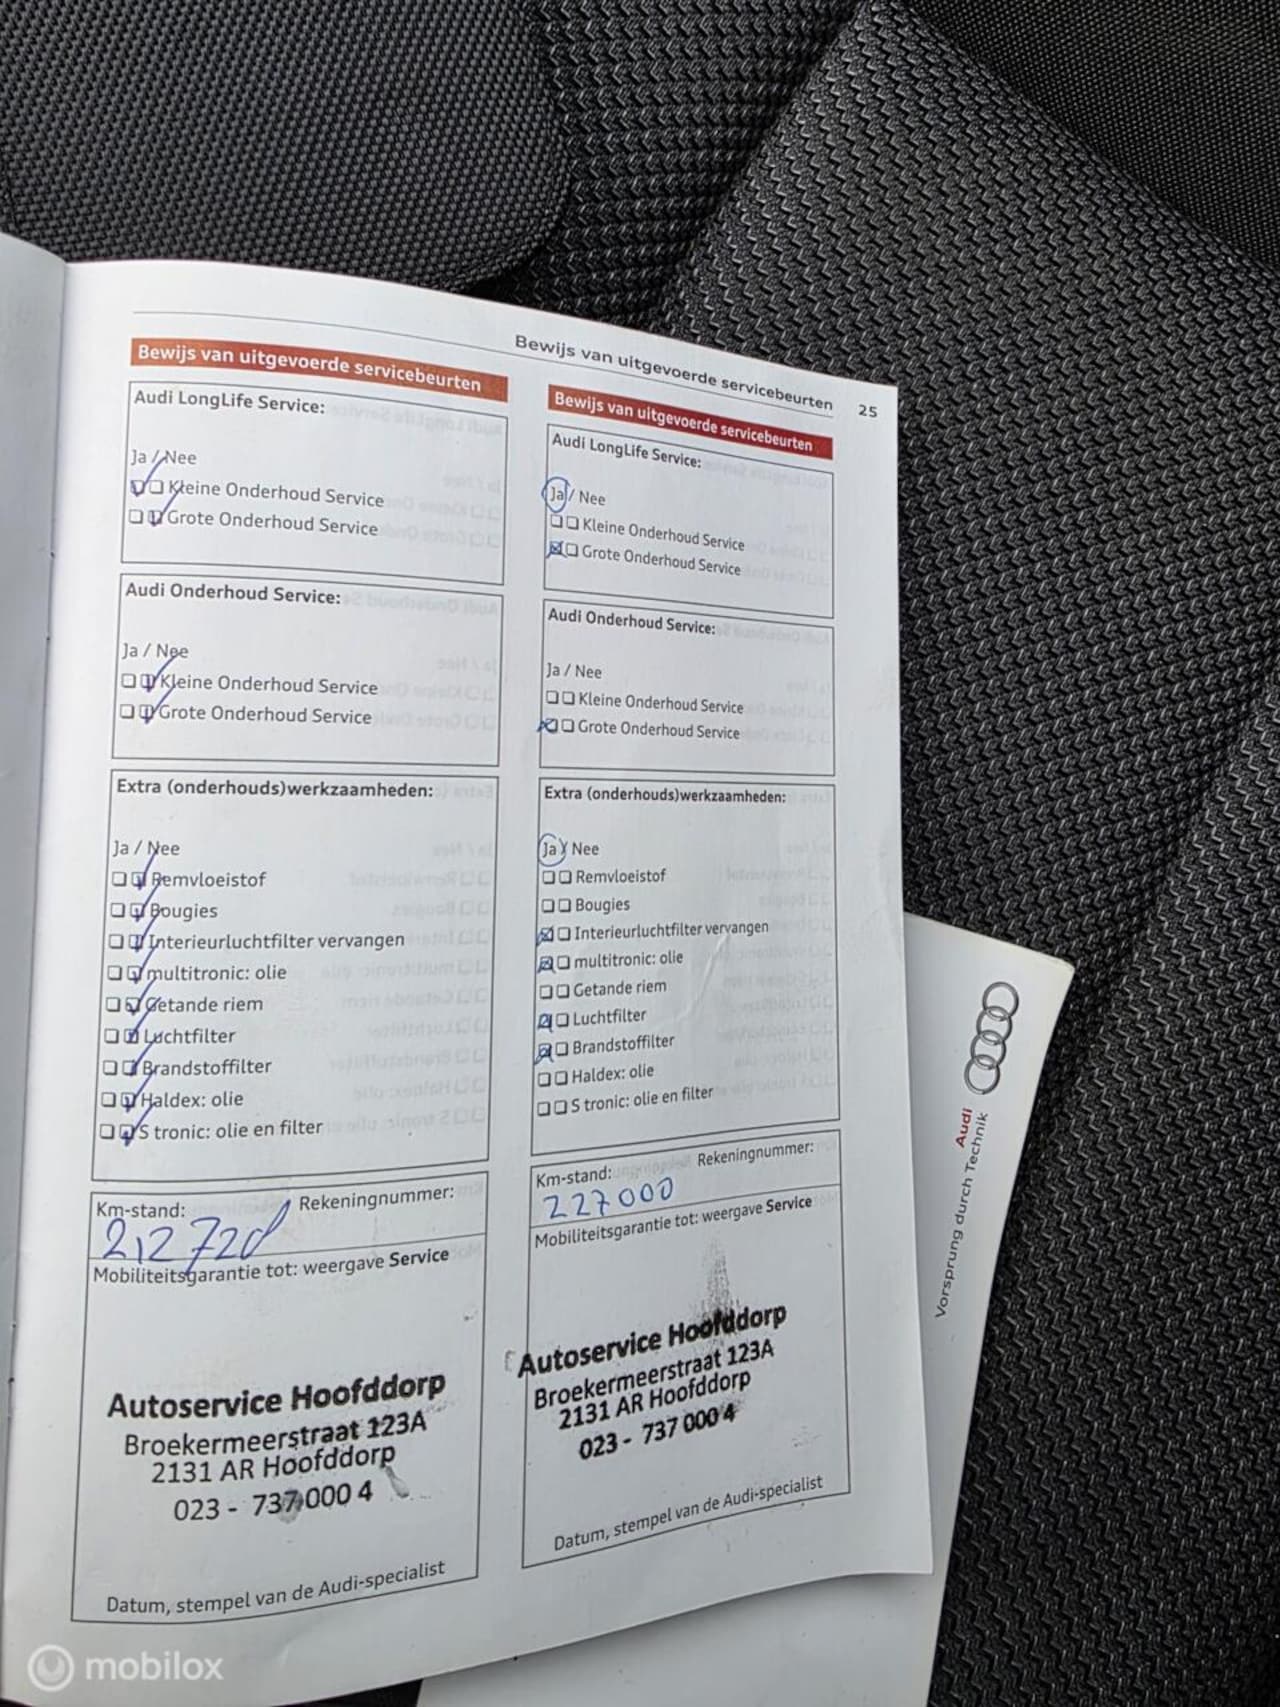 Bewijs van uitgevoerde servicebeurten 25
Bewijs van uitgevoerde servicebeurten
Audi LongLife Service:
Ja / Nee
Kleine Onderhoud Service
Grote Onderhoud Service
Audi Onderhoud Service:
Ja / Nee
Kleine Onderhoud Service
Grote Onderhoud Service
Extra (onderhouds)werkzaamheden:
Ja / Nee
Remvloeistof
Bougies
Interieurluchtfilter vervangen
multitronic: olie
Getande riem
Luchtfilter
Brandstoffilter
Haldex: olie
S tronic: olie en filter
Km-stand: Rekeningnummer:
212720
Mobiliteitsgarantie tot: weergave Service
Autoservice Hoofddorp
Broekermeerstraat 123A
2131 AR Hoofddorp
023 - 737 000 4
Datum, stempel van de Audi-specialist
Bewijs van uitgevoerde servicebeurten
Audi LongLife Service:
Ja / Nee
Kleine Onderhoud Service
Grote Onderhoud Service
Audi Onderhoud Service:
Ja / Nee
Kleine Onderhoud Service
Grote Onderhoud Service
Extra (onderhouds)werkzaamheden:
Ja / Nee
Remvloeistof
Bougies
Interieurluchtfilter vervangen
multitronic: olie
Getande riem
Luchtfilter
Brandstoffilter
Haldex: olie
S tronic: olie en filter
Km-stand: Rekeningnummer:
227000
Mobiliteitsgarantie tot: weergave Service
Autoservice Hoofddorp
Broekermeerstraat 123A
2131 AR Hoofddorp
023 - 737 000 4
Datum, stempel van de Audi-specialist
Audi
Vorsprung durch Technik
mobilox